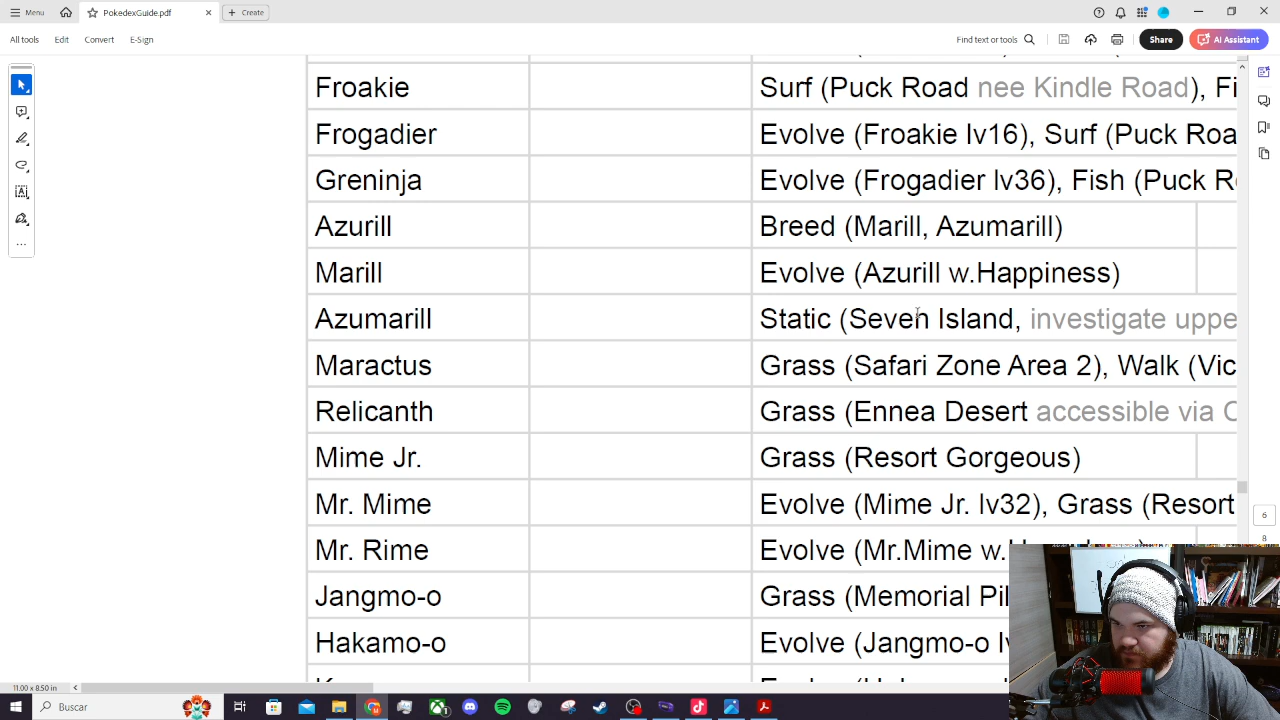 Menu
PokedexGuide.pdf
Create
All tools Edit Convert E-Sign
Find text or tools
Share
AI Assistant
Froakie Surf (Puck Road nee Kindle Road), Fi
Frogadier Evolve (Froakie lv16), Surf (Puck Roa
Greninja Evolve (Frogadier lv36), Fish (Puck R
Azurill Breed (Marill, Azumarill)
Marill Evolve (Azurill w.Happiness)
Azumarill Static (Seven Island, investigate uppe
Maractus Grass (Safari Zone Area 2), Walk (Vic
Relicanth Grass (Ennea Desert accessible via
Mime Jr. Grass (Resort Gorgeous)
Mr. Mime Evolve (Mime Jr. lv32), Grass (Resort
Mr. Rime Evolve (Mr.Mime
Jangmo-o Grass (Memorial Pil
Hakamo-o Evolve (Jangmo-o lv
6
8
11.00 x 8.50 in
Buscar